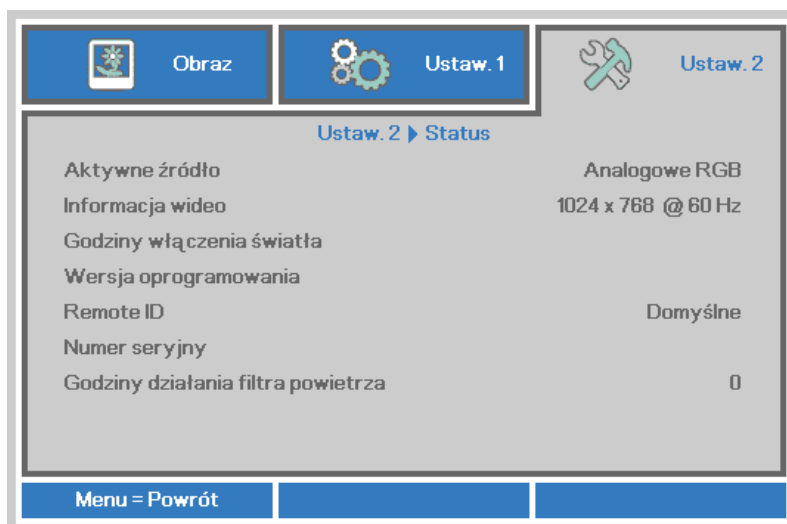 Obraz
Ustaw. 1
Ustaw. 2
Ustaw. 2 Status
Aktywne źródło Analogowe RGB
Informacja wideo 1024 x 768 @ 60 Hz
Godziny włączenia światła
Wersja oprogramowania
Remote ID Domyślne
Numer seryjny
Godziny działania filtra powietrza 0
Menu = Powrót